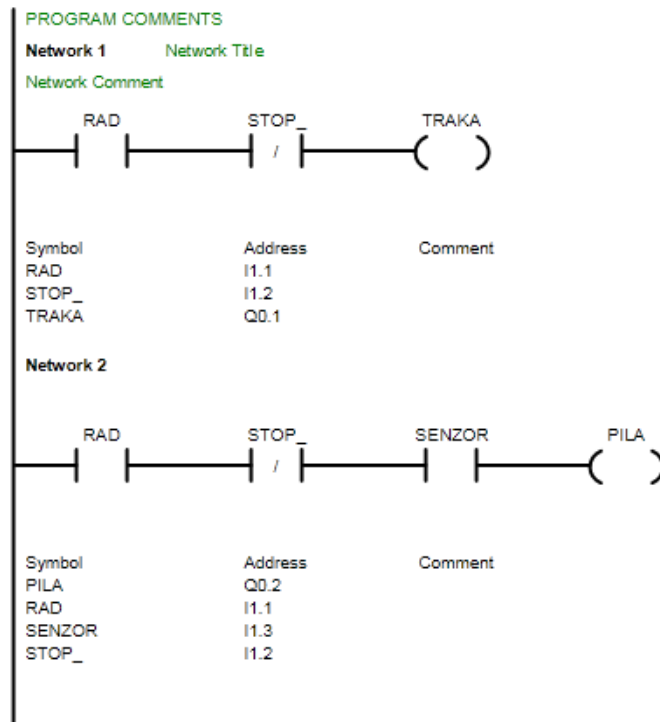 PROGRAM COMMENTS
Network 1 Network Title
Network Comment
RAD STOP_ TRAKA
/
Symbol Address Comment
RAD I1.1
STOP_ I1.2
TRAKA Q0.1
Network 2
RAD STOP_ SENZOR PILA
/
Symbol Address Comment
PILA Q0.2
RAD I1.1
SENZOR I1.3
STOP_ I1.2